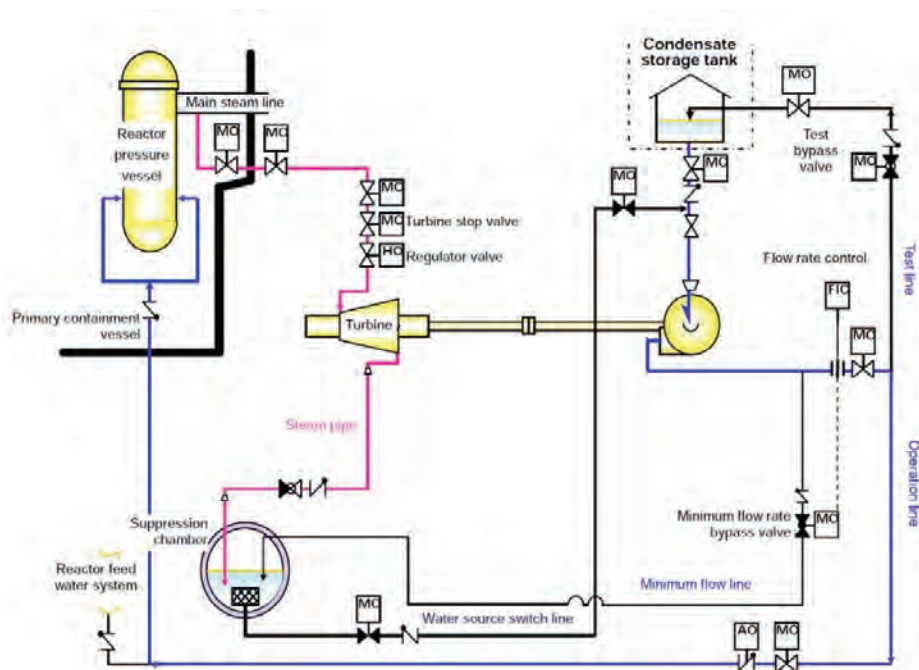 Condensate
storage tank
MO
Main steam line
Reactor
pressure
vessel
MO
MO
MO
MO
Test
bypass
valve
MO
MO
MO
Turbine stop valve
HO
Regulator valve
Flow rate control
Test line
FIC
Primary containment
vessel
Turbine
MO
Steam pipe
Operation line
Suppression
chamber
Minimum flow rate
bypass valve
MO
Reactor feed
water system
Minimum flow line
MO
Water source switch line
AO
MO